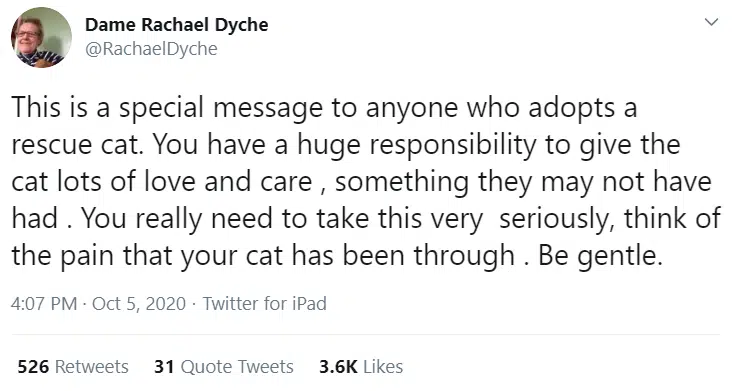 Dame Rachael Dyche
@RachaelDyche
This is a special message to anyone who adopts a
rescue cat. You have a huge responsibility to give the
cat lots of love and care , something they may not have
had . You really need to take this very  seriously, think of
the pain that your cat has been through . Be gentle.
4:07 PM · Oct 5, 2020 · Twitter for iPad
526 Retweets 31 Quote Tweets 3.6K Likes